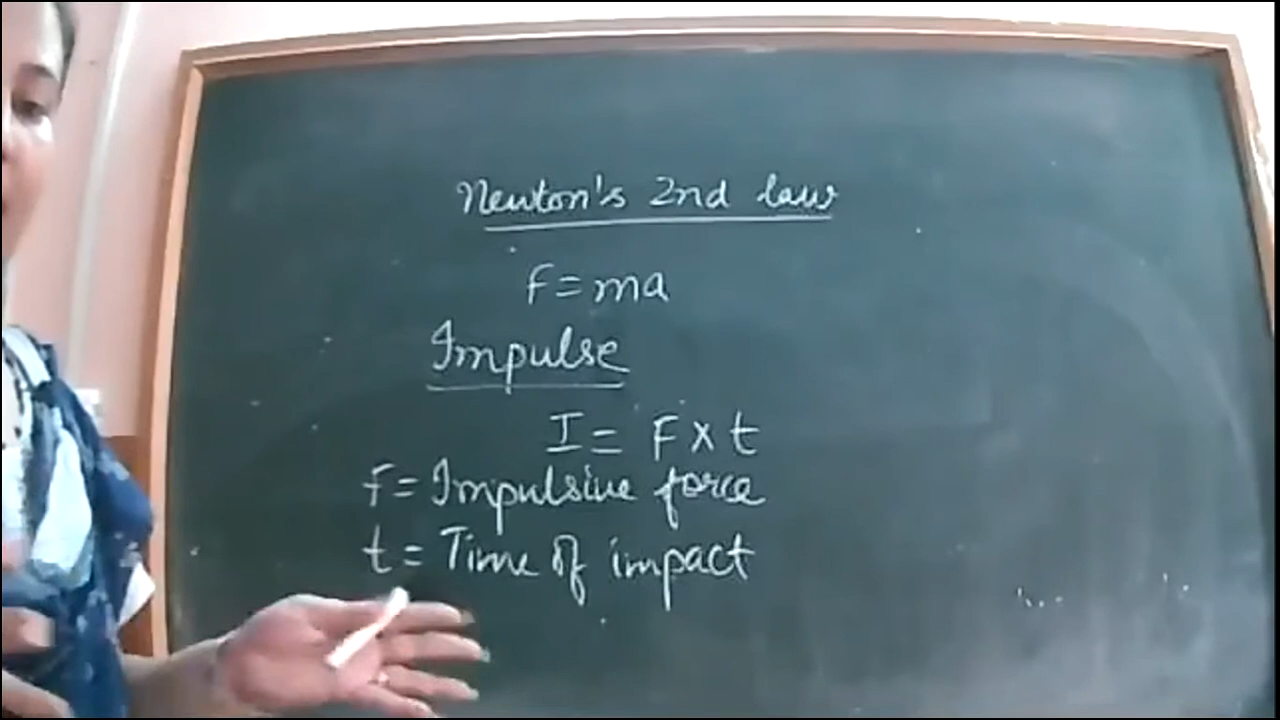 Newton's 2nd law
F = ma
Impulse
I = F × t
F = Impulsive force
t = Time of impact